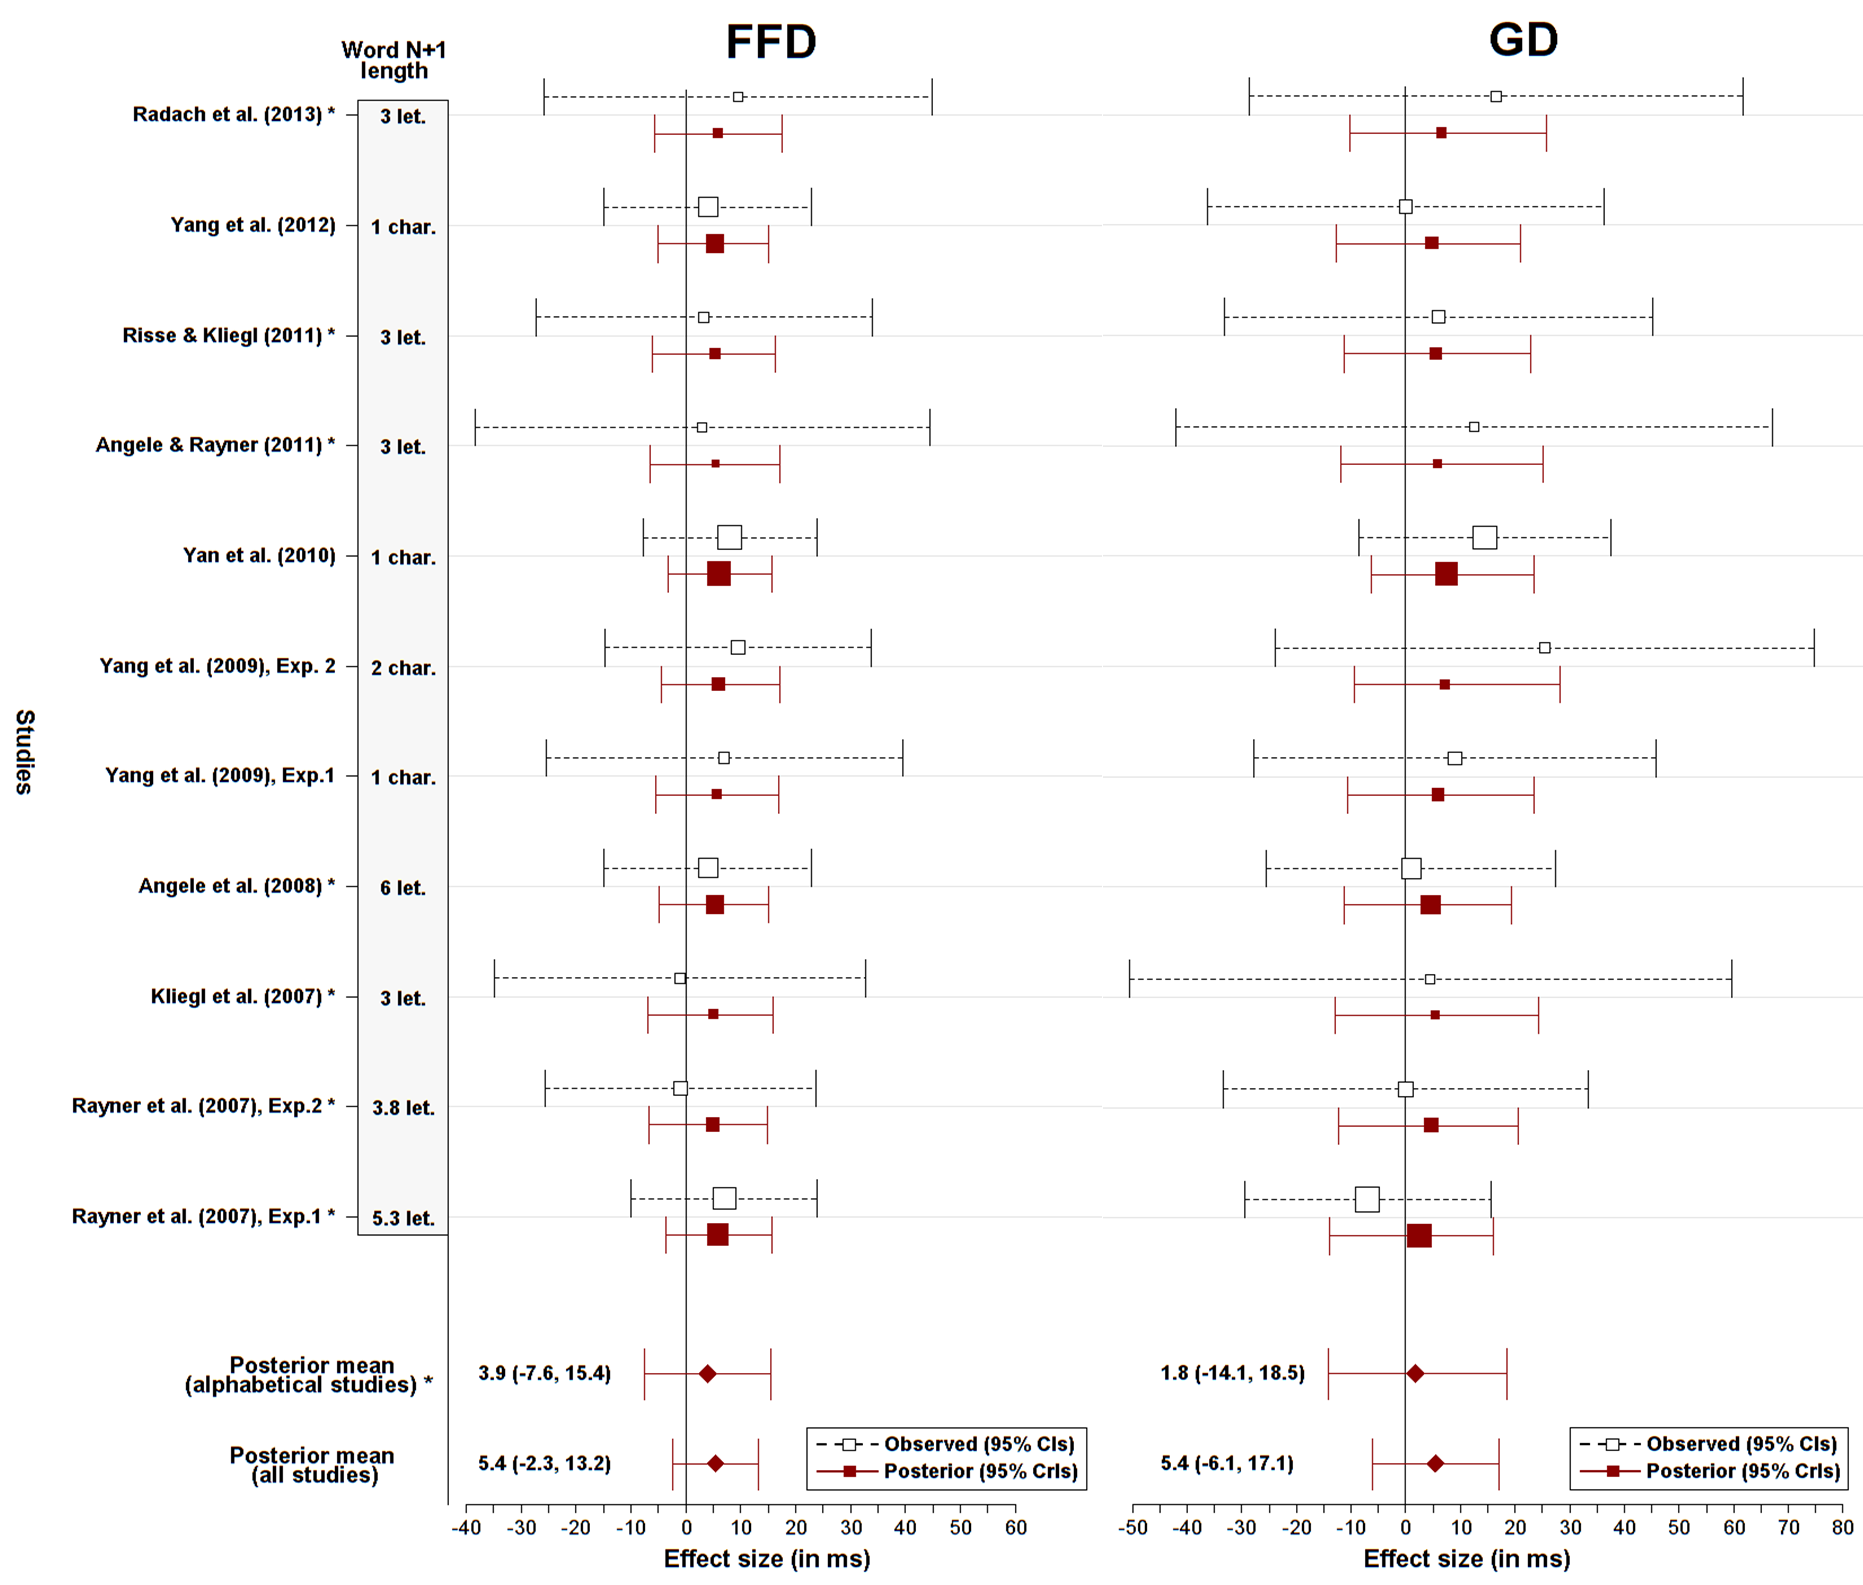 FFD
GD
Word N+1
length
Radach et al. (2013) *
3 let.
Yang et al. (2012)
1 char.
Risse & Kliegl (2011) *
3 let.
Angele & Rayner (2011) *
3 let.
Yan et al. (2010)
1 char.
Yang et al. (2009), Exp. 2
2 char.
Studies
Yang et al. (2009), Exp.1
1 char.
Angele et al. (2008) *
6 let.
Kliegl et al. (2007) *
3 let.
Rayner et al. (2007), Exp.2 *
3.8 let.
Rayner et al. (2007), Exp.1 *
5.3 let.
Posterior mean
(alphabetical studies) *
3.9 (-7.6, 15.4)
1.8 (-14.1, 18.5)
Posterior mean
(all studies)
5.4 (-2.3, 13.2)
5.4 (-6.1, 17.1)
Observed (95% CIs)
Posterior (95% CrIs)
Observed (95% CIs)
Posterior (95% CrIs)
-40 -30 -20 -10 0 10 20 30 40 50 60
-50 -40 -30 -20 -10 0 10 20 30 40 50 60 70 80
Effect size (in ms)
Effect size (in ms)